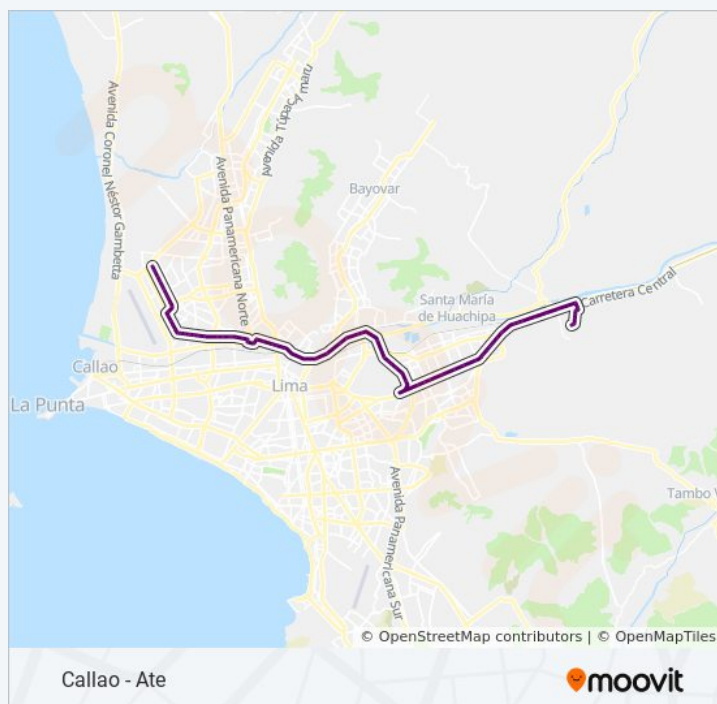 Avenida Túpac Amaru
Avenida Coronel Néstor Gambetta
Avenida Panamericana Norte
Bayovar
Santa María
de Huachipa
Carretera Central
Callao
Lima
La Punta
Avenida Panamericana Sur
Tambo V
© OpenStreetMap contributors | © OpenMapTiles
Callao - Ate
moovit